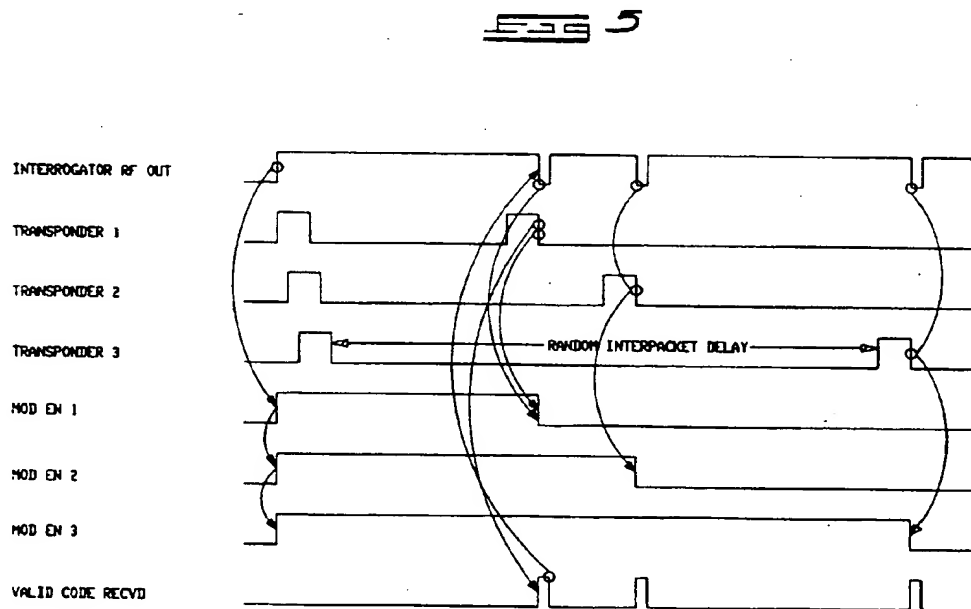 FIG 5
INTERROGATOR RF OUT
TRANSPONDER 1
TRANSPONDER 2
TRANSPONDER 3
RANDOM INTERPACKET DELAY
MOD EN 1
MOD EN 2
MOD EN 3
VALID CODE RECVD